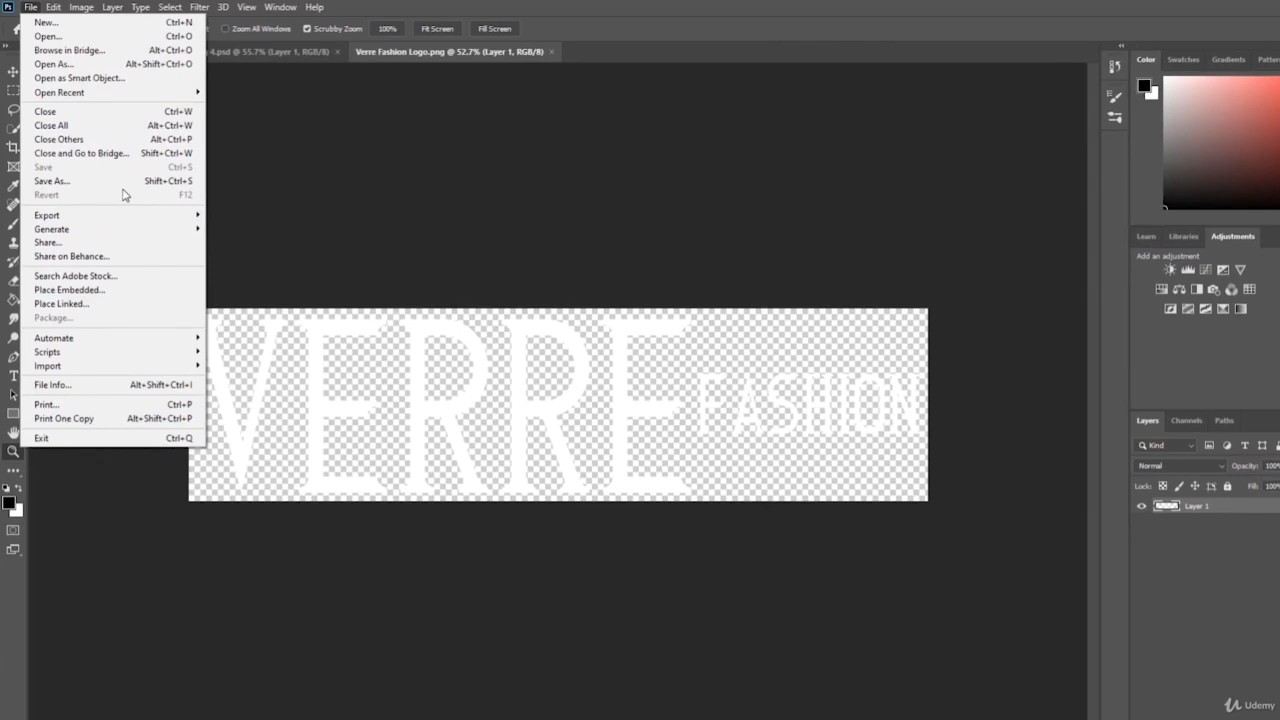 Ps File Edit Image Layer Type Select Filter 3D View Window Help
Zoom All Windows Scrubby Zoom 100% Fit Screen Fill Screen
4.psd @ 55.7% (Layer 1, RGB/8) × Verre Fashion Logo.png @ 52.7% (Layer 1, RGB/8) ×
New... Ctrl+N
Open... Ctrl+O
Browse in Bridge... Alt+Ctrl+O
Open As... Alt+Shift+Ctrl+O
Open as Smart Object...
Open Recent
Close Ctrl+W
Close All Alt+Ctrl+W
Close Others Alt+Ctrl+P
Close and Go to Bridge... Shift+Ctrl+W
Save Ctrl+S
Save As... Shift+Ctrl+S
Revert F12
Export
Generate
Share...
Share on Behance...
Search Adobe Stock...
Place Embedded...
Place Linked...
Package...
Automate
Scripts
Import
File Info... Alt+Shift+Ctrl+I
Print... Ctrl+P
Print One Copy Alt+Shift+Ctrl+P
Exit Ctrl+Q
VERRE FASHION
Color Swatches Gradients Patter
Learn Libraries Adjustments
Add an adjustment
Layers Channels Paths
Kind
Normal Opacity: 100%
Lock: Fill: 100%
Layer 1
Udemy